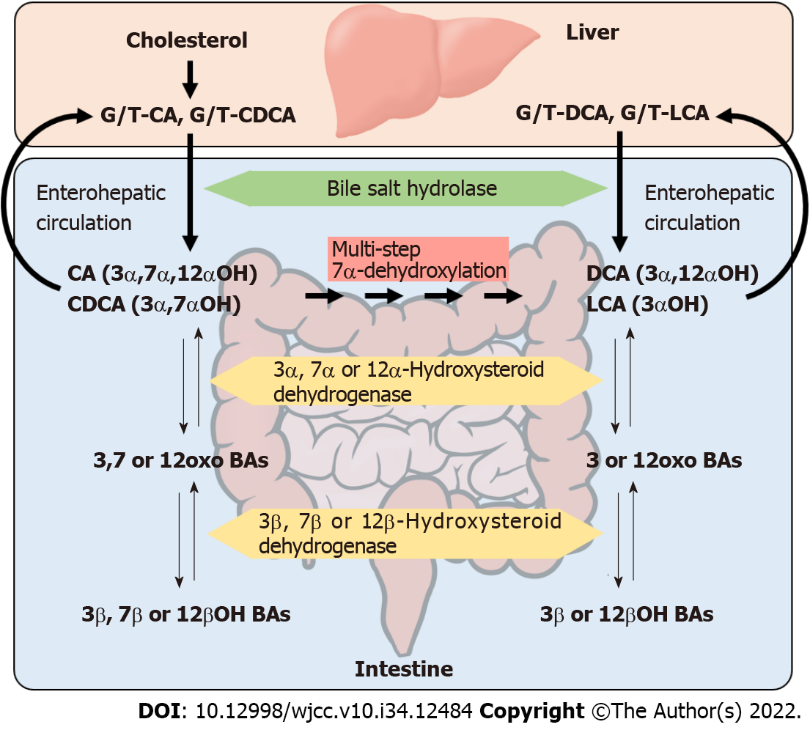 Cholesterol
Liver
G/T-CA, G/T-CDCA
G/T-DCA, G/T-LCA
Enterohepatic
circulation
Bile salt hydrolase
Enterohepatic
circulation
Multi-step
7α-dehydroxylation
CA (3α,7α,12αOH)
CDCA (3α,7αOH)
DCA (3α,12αOH)
LCA (3αOH)
3α, 7α or 12α-Hydroxysteroid
dehydrogenase
3,7 or 12oxo BAs
3 or 12oxo BAs
3β, 7β or 12β-Hydroxysteroid
dehydrogenase
3β, 7β or 12βOH BAs
3β or 12βOH BAs
Intestine
DOI: 10.12998/wjcc.v10.i34.12484 Copyright ©The Author(s) 2022.